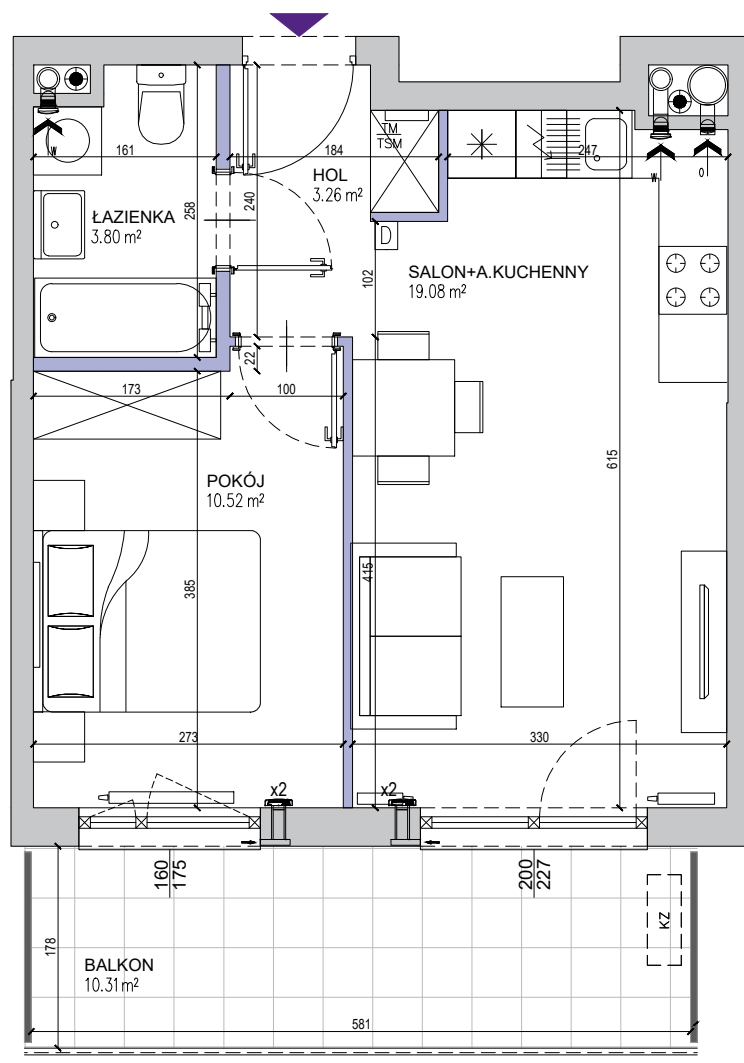 161
184
247
TM
TSM
W
W
O
HOL
3.26 m²
ŁAZIENKA
3.80 m²
258
240
D
102
SALON+A.KUCHENNY
19.08 m²
22
173
100
POKÓJ
10.52 m²
615
385
415
273
330
x2
x2
160
175
200
227
KZ
178
BALKON
10.31 m²
581